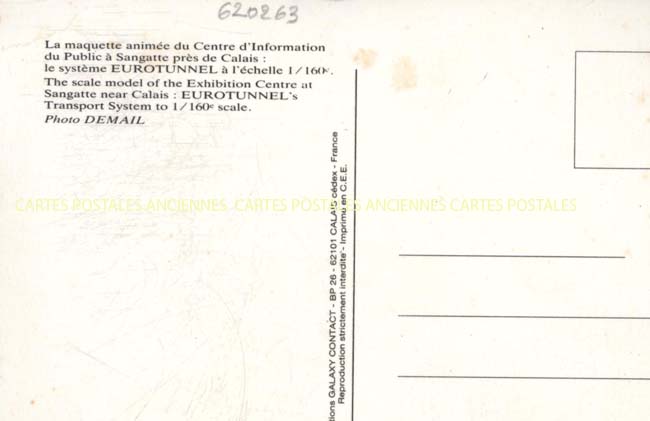 620263
La maquette animée du Centre d'Information
du Public à Sangatte près de Calais :
le système EUROTUNNEL à l'échelle 1/160e.
The scale model of the Exhibition Centre at
Sangatte near Calais : EUROTUNNEL's
Transport System to 1/160e scale.
Photo DEMAIL
CARTES POSTALES ANCIENNES CARTES POSTALES ANCIENNES CARTES POSTALES
tions GALAXY CONTACT - BP 26 - 62101 CALAIS cédex - France
Reproduction strictement interdite - Imprimé en C.E.E.